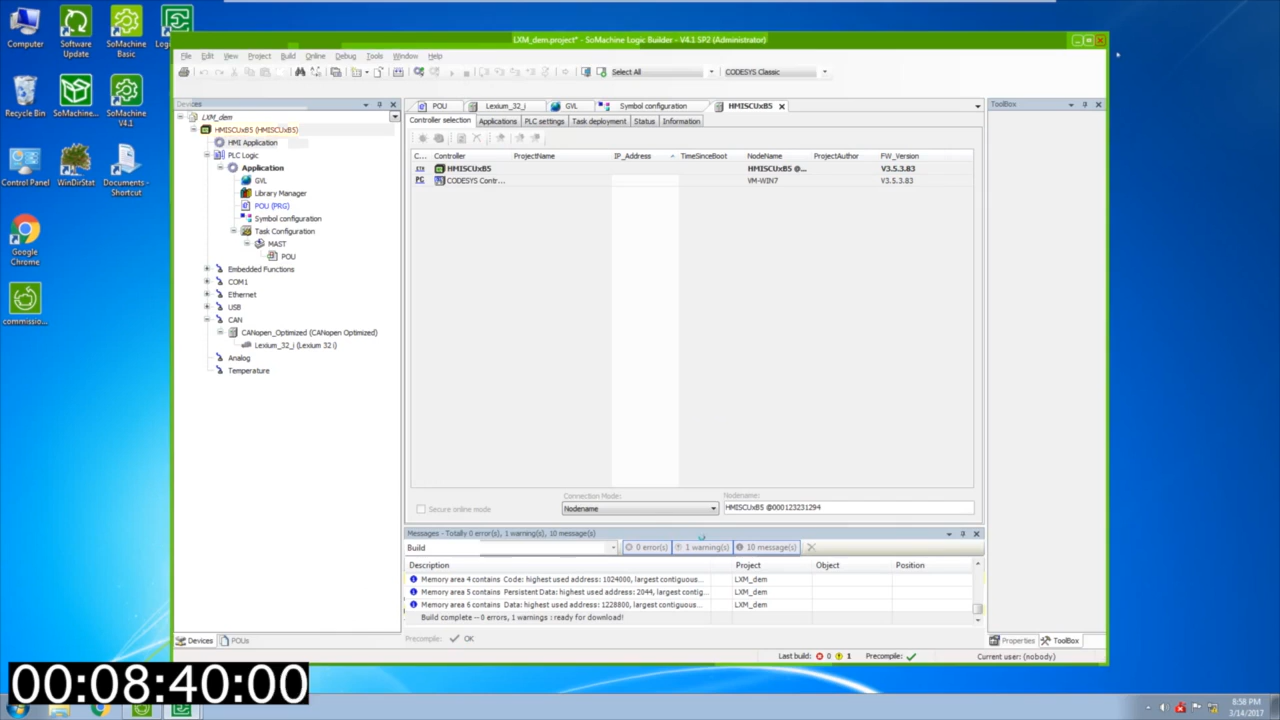 Computer
Software
Update
SoMachine
Basic
Recycle Bin
SoMachine...
SoMachine
V4.1
Control Panel
WinDirStat
Documents -
Shortcut
Google
Chrome
commissio...
LXM_dem.project* - SoMachine Logic Builder - V4.1 SP2 (Administrator)
File Edit View Project Build Online Debug Tools Window Help
Select All
CODESYS Classic
Devices
LXM_dem
HMISCUxB5 (HMISCUxB5)
HMI Application
PLC Logic
Application
GVL
Library Manager
POU (PRG)
Symbol configuration
Task Configuration
MAST
POU
Embedded Functions
COM1
Ethernet
USB
CAN
CANopen_Optimized (CANopen Optimized)
Lexium_32_i (Lexium 32 i)
Analog
Temperature
Devices POUs
POU Lexium_32_i GVL Symbol configuration HMISCUxB5
Controller selection Applications PLC settings Task deployment Status Information
C... Controller ProjectName IP_Address TimeSinceBoot NodeName ProjectAuthor FW_Version
ETH HMISCUxB5 HMISCUxB5 @... V3.5.3.83
PC CODESYS Contr... VM-WIN7 V3.5.3.83
Secure online mode
Connection Mode:
Nodename
Nodename:
HMISCUxB5 @000123231294
Messages - Totally 0 error(s), 1 warning(s), 10 message(s)
Build 0 error(s) 1 warning(s) 10 message(s)
Description Project Object Position
Memory area 4 contains Code: highest used address: 1024000, largest contiguous... LXM_dem
Memory area 5 contains Persistent Data: highest used address: 2044, largest contig... LXM_dem
Memory area 6 contains Data: highest used address: 1228800, largest contiguous... LXM_dem
Build complete -- 0 errors, 1 warnings : ready for download!
Precompile: OK
ToolBox
Properties ToolBox
Last build: 0 1 Precompile: Current user: (nobody)
00:08:40:00
8:58 PM
3/14/2017